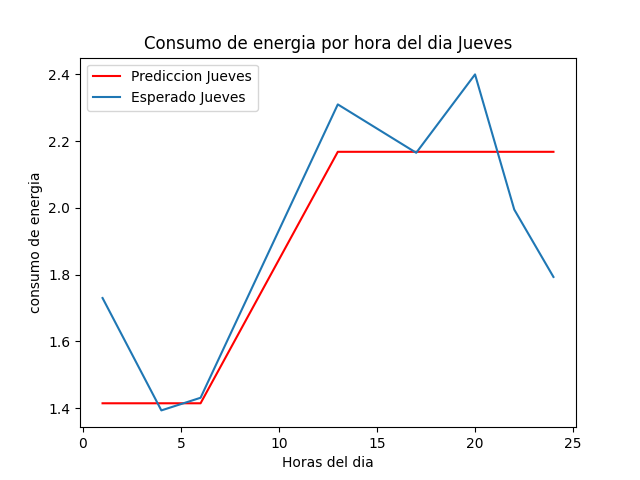 Consumo de energia por hora del dia Jueves
Prediccion Jueves
Esperado Jueves
consumo de energia
2.4
2.2
2.0
1.8
1.6
1.4
0 5 10 15 20 25
Horas del dia